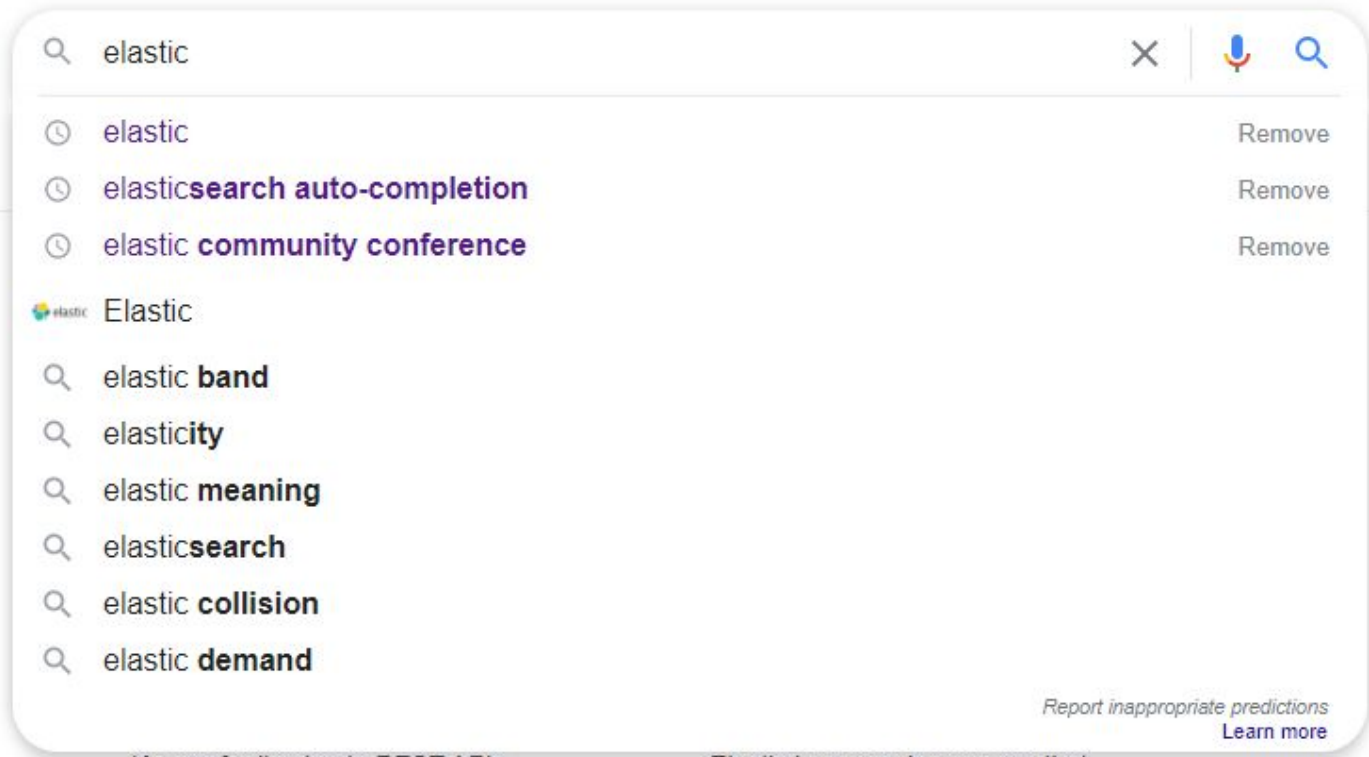 elastic
elastic Remove
elasticsearch auto-completion Remove
elastic community conference Remove
elastic Elastic
elastic band
elasticity
elastic meaning
elasticsearch
elastic collision
elastic demand
Report inappropriate predictions
Learn more